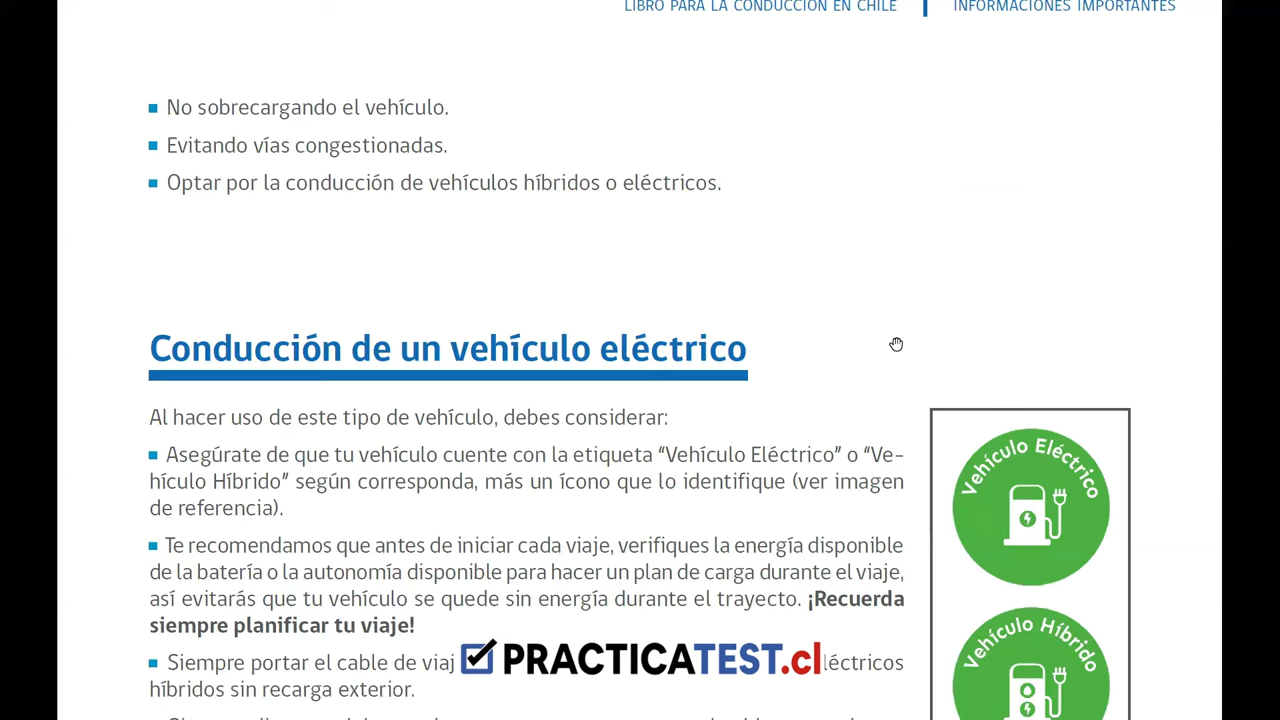 LIBRO PARA LA CONDUCCIÓN EN CHILE | INFORMACIONES IMPORTANTES
No sobrecargando el vehículo.
Evitando vías congestionadas.
Optar por la conducción de vehículos híbridos o eléctricos.
Conducción de un vehículo eléctrico
Al hacer uso de este tipo de vehículo, debes considerar:
Asegúrate de que tu vehículo cuente con la etiqueta “Vehículo Eléctrico” o “Ve-
hículo Híbrido” según corresponda, más un ícono que lo identifique (ver imagen
de referencia).
Te recomendamos que antes de iniciar cada viaje, verifiques la energía disponible
de la batería o la autonomía disponible para hacer un plan de carga durante el viaje,
así evitarás que tu vehículo se quede sin energía durante el trayecto. ¡Recuerda
siempre planificar tu viaje!
Siempre portar el cable de viaj
léctricos
híbridos sin recarga exterior.
PRACTICATEST.cl
Vehículo Eléctrico
Vehículo Híbrido